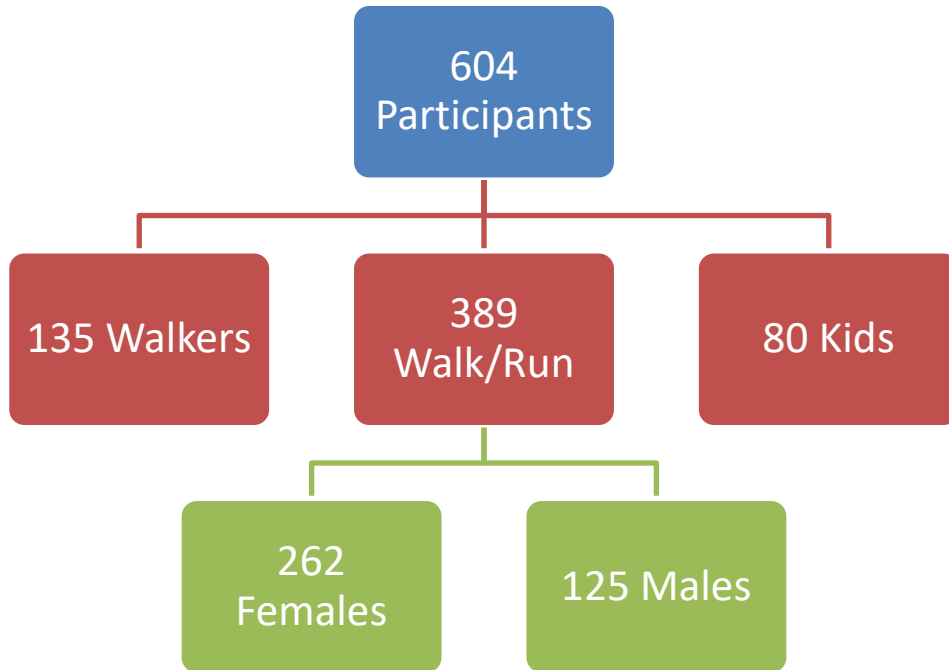 604
Participants
135 Walkers
389
Walk/Run
80 Kids
262
Females
125 Males